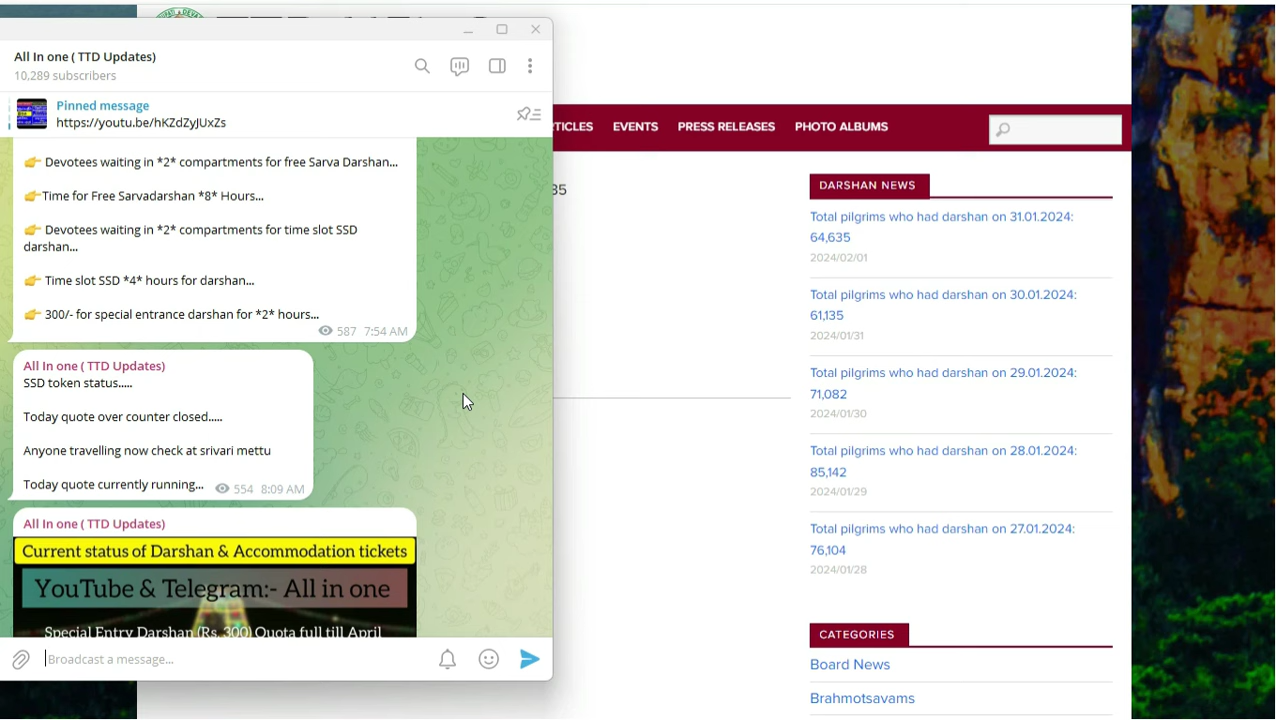 All In one ( TTD Updates)
10,289 subscribers
Pinned message
https://youtu.be/hKZdZyJUxZs
👉 Devotees waiting in *2* compartments for free Sarva Darshan...
👉Time for Free Sarvadarshan *8* Hours...
👉 Devotees waiting in *2* compartments for time slot SSD
darshan...
👉 Time slot SSD *4* hours for darshan...
👉 300/- for special entrance darshan for *2* hours...
587 7:54 AM
All In one ( TTD Updates)
SSD token status.....
Today quote over counter closed.....
Anyone travelling now check at srivari mettu
Today quote currently running...
554 8:09 AM
All In one ( TTD Updates)
Current status of Darshan & Accommodation tickets
YouTube & Telegram:- All in one
Special Entry Darshan (Rs. 300) Quota full till April
Broadcast a message...
TICLES EVENTS PRESS RELEASES PHOTO ALBUMS
35
DARSHAN NEWS
Total pilgrims who had darshan on 31.01.2024:
64,635
2024/02/01
Total pilgrims who had darshan on 30.01.2024:
61,135
2024/01/31
Total pilgrims who had darshan on 29.01.2024:
71,082
2024/01/30
Total pilgrims who had darshan on 28.01.2024:
85,142
2024/01/29
Total pilgrims who had darshan on 27.01.2024:
76,104
2024/01/28
CATEGORIES
Board News
Brahmotsavams